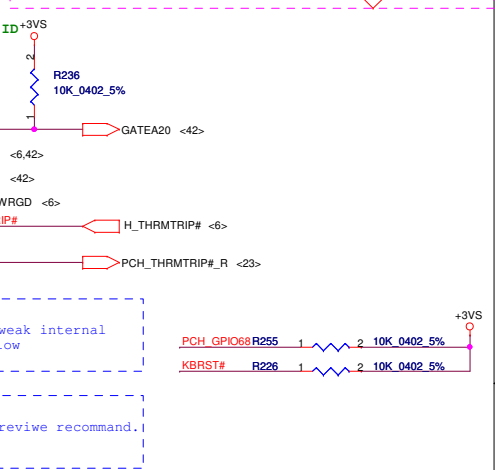 ID +3VS
2
R236
10K_0402_5%
1
GATEA20 <42>
<6,42>
<42>
WRGD <6>
IP#
H_THRMTRIP# <6>
PCH_THRMTRIP#_R <23>
+3VS
weak internal
low
PCH_GPIO68 R255 1 2 10K_0402_5%
KBRST# R226 1 2 10K_0402_5%
reviwe recommand.